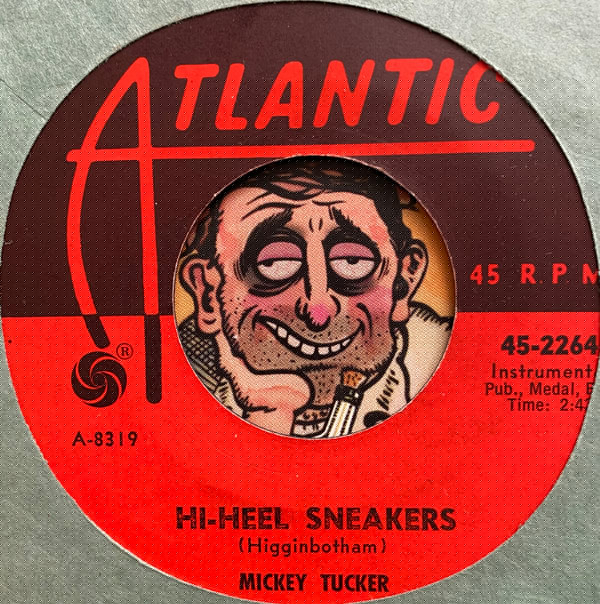 ATLANTIC
45 R.P.M
45-2264
Instrument
Pub., Medal,
Time: 2:4
®
A-8319
HI-HEEL SNEAKERS
(Higginbotham)
MICKEY TUCKER